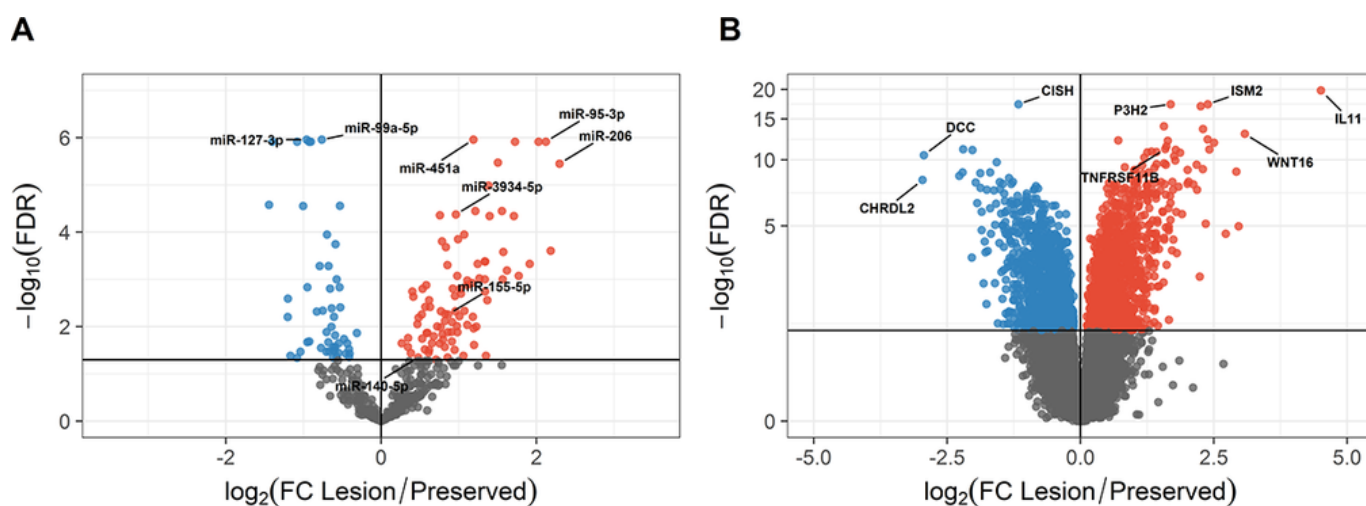 A
−log10(FDR)
6
4
2
0
miR-127-3p
miR-99a-5p
miR-95-3p
miR-206
miR-451a
miR-3934-5p
miR-155-5p
miR-140-5p
-2
0
2
log2(FC Lesion/Preserved)
B
−log10(FDR)
20
15
10
5
0
CISH
P3H2
ISM2
IL11
DCC
WNT16
TNFRSF11B
CHRDL2
-5.0
-2.5
0.0
2.5
5.0
log2(FC Lesion/Preserved)